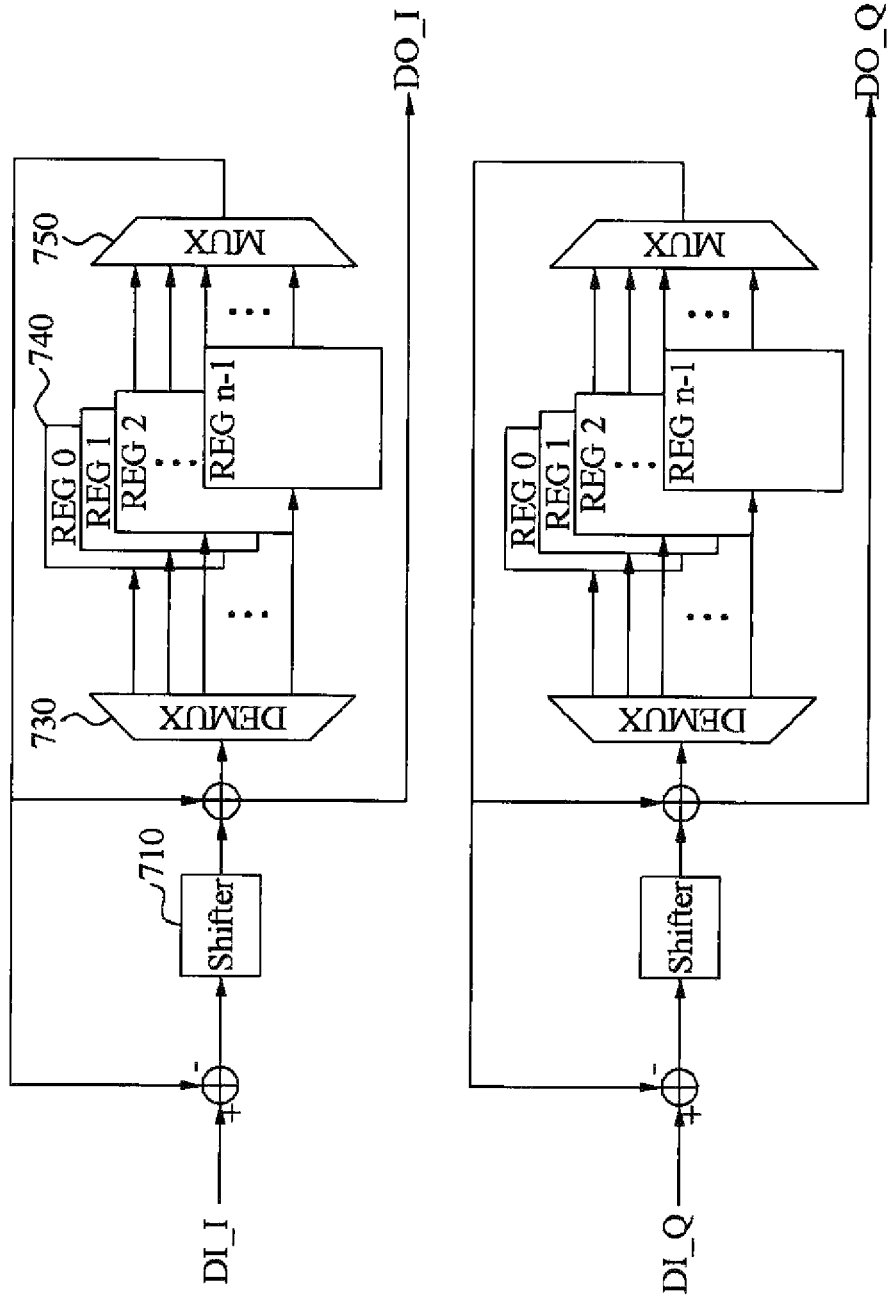 DI_I
+
-
Shifter
710
DEMUX
730
...
REG 0
REG 1
REG 2
...
REG n-1
740
...
MUX
750
DO_I
DI_Q
+
-
Shifter
DEMUX
...
REG 0
REG 1
REG 2
...
REG n-1
...
MUX
DO_Q